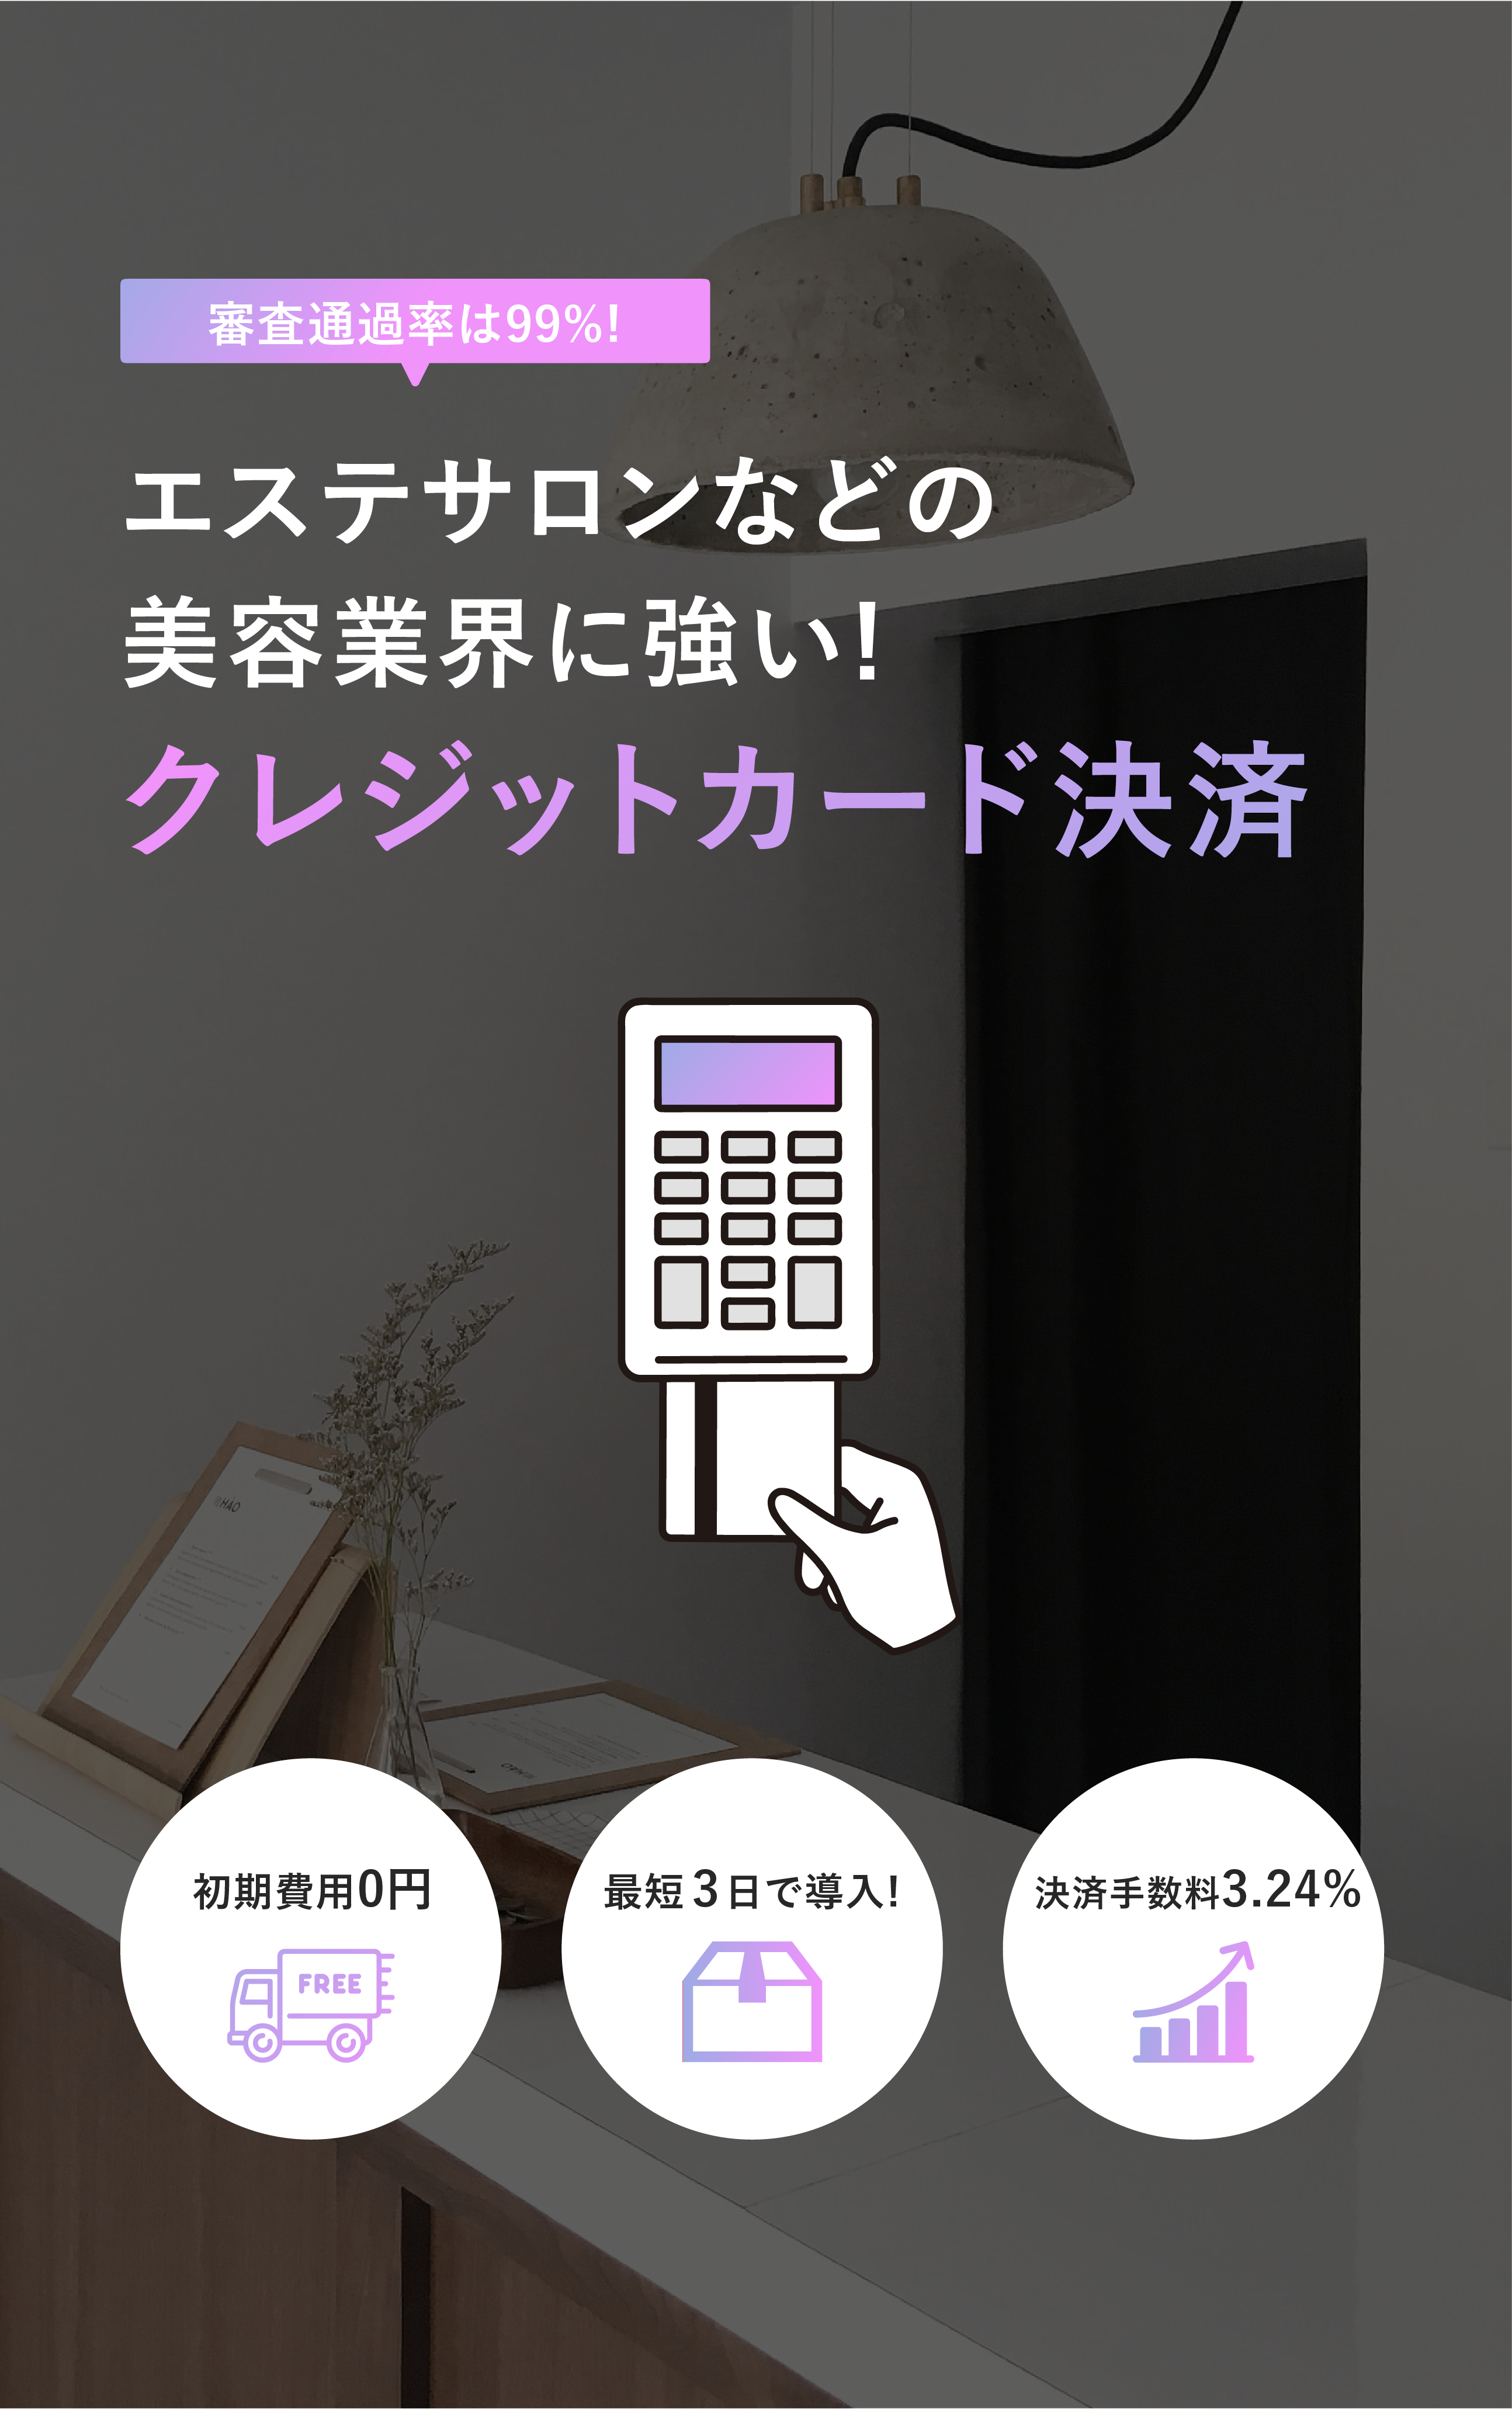 審査通過率は99%!
エステサロンなどの
美容業界に強い!
クレジットカード決済
HAO
初期費用0円
最短3日で導入!
決済手数料3.24%
FREE